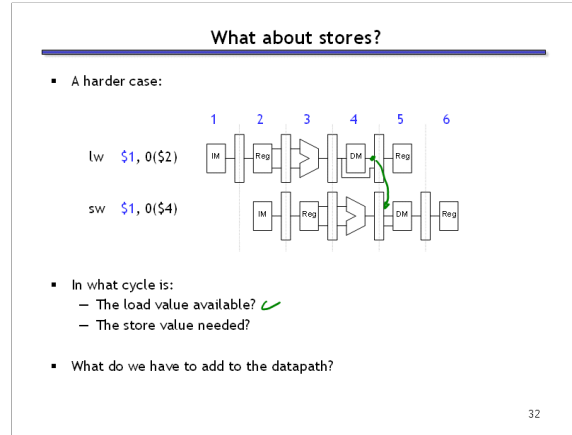 What about stores?
▪ A harder case:
1 2 3 4 5 6
lw $1, 0($2) IM Reg DM Reg
sw $1, 0($4) IM Reg DM Reg
▪ In what cycle is:
– The load value available?
– The store value needed?
▪ What do we have to add to the datapath?
32